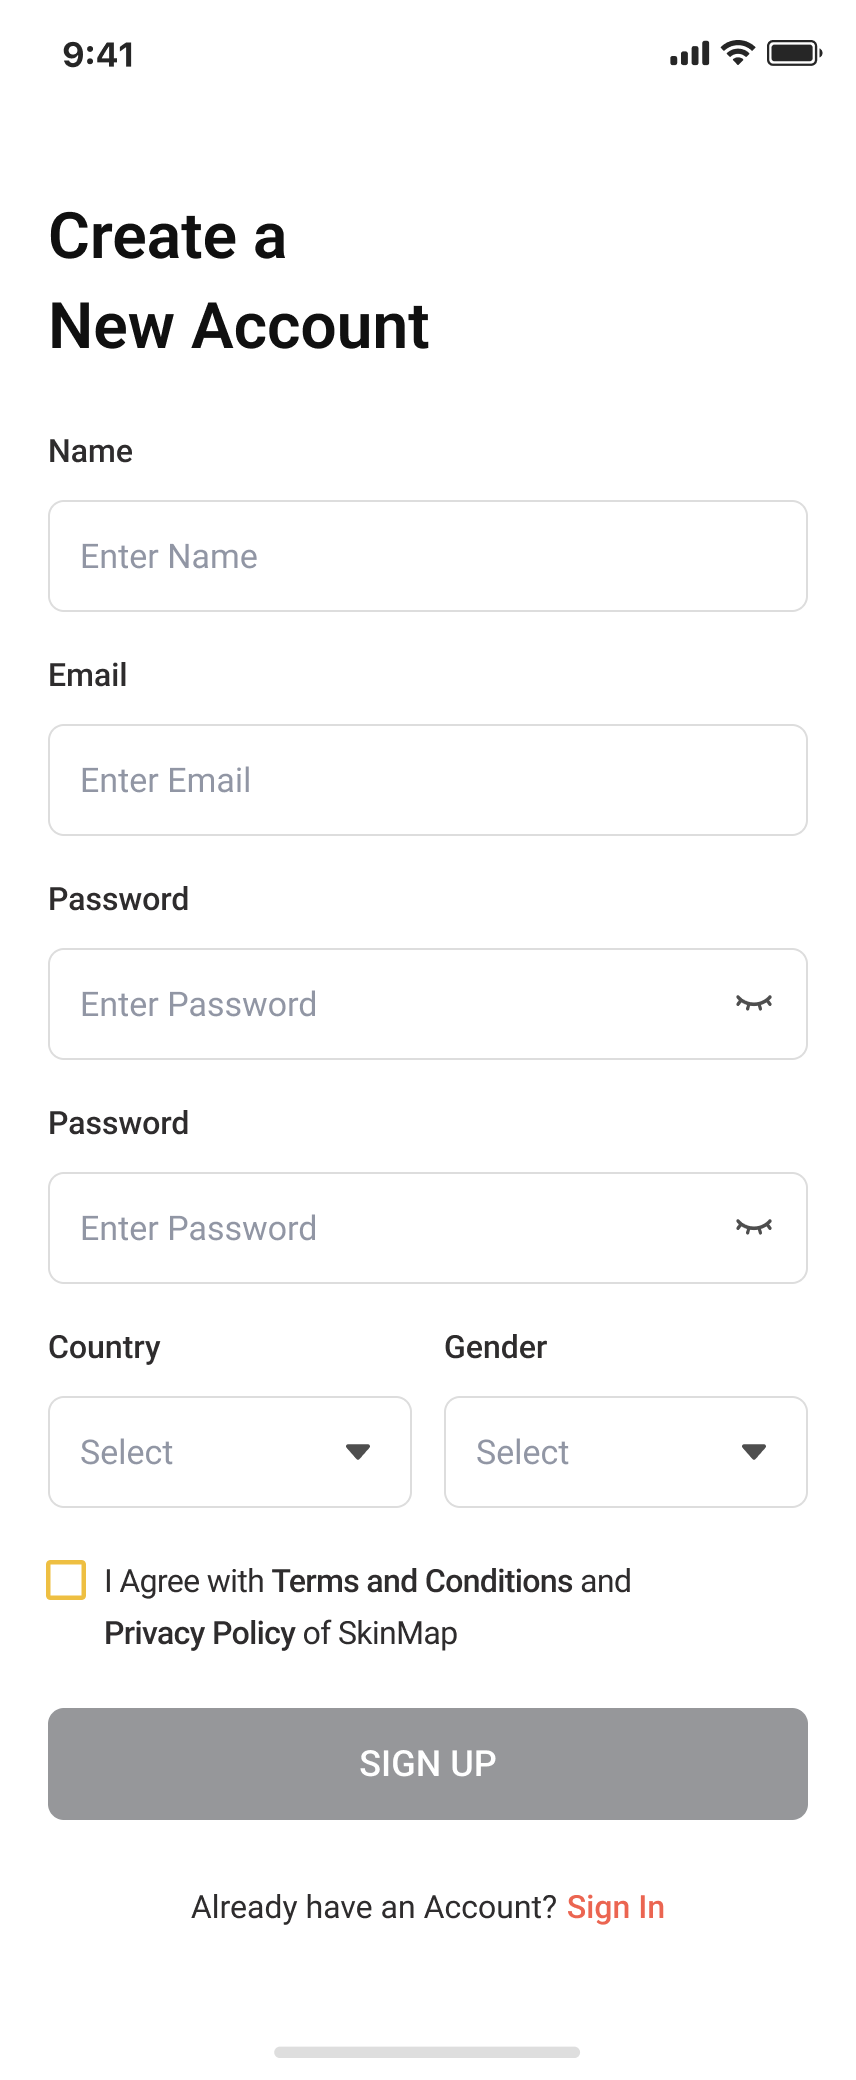 9:41
Create a
New Account
Name
Enter Name
Email
Enter Email
Password
Enter Password
Password
Enter Password
Country Gender
Select Select
I Agree with Terms and Conditions and
Privacy Policy of SkinMap
SIGN UP
Already have an Account? Sign In